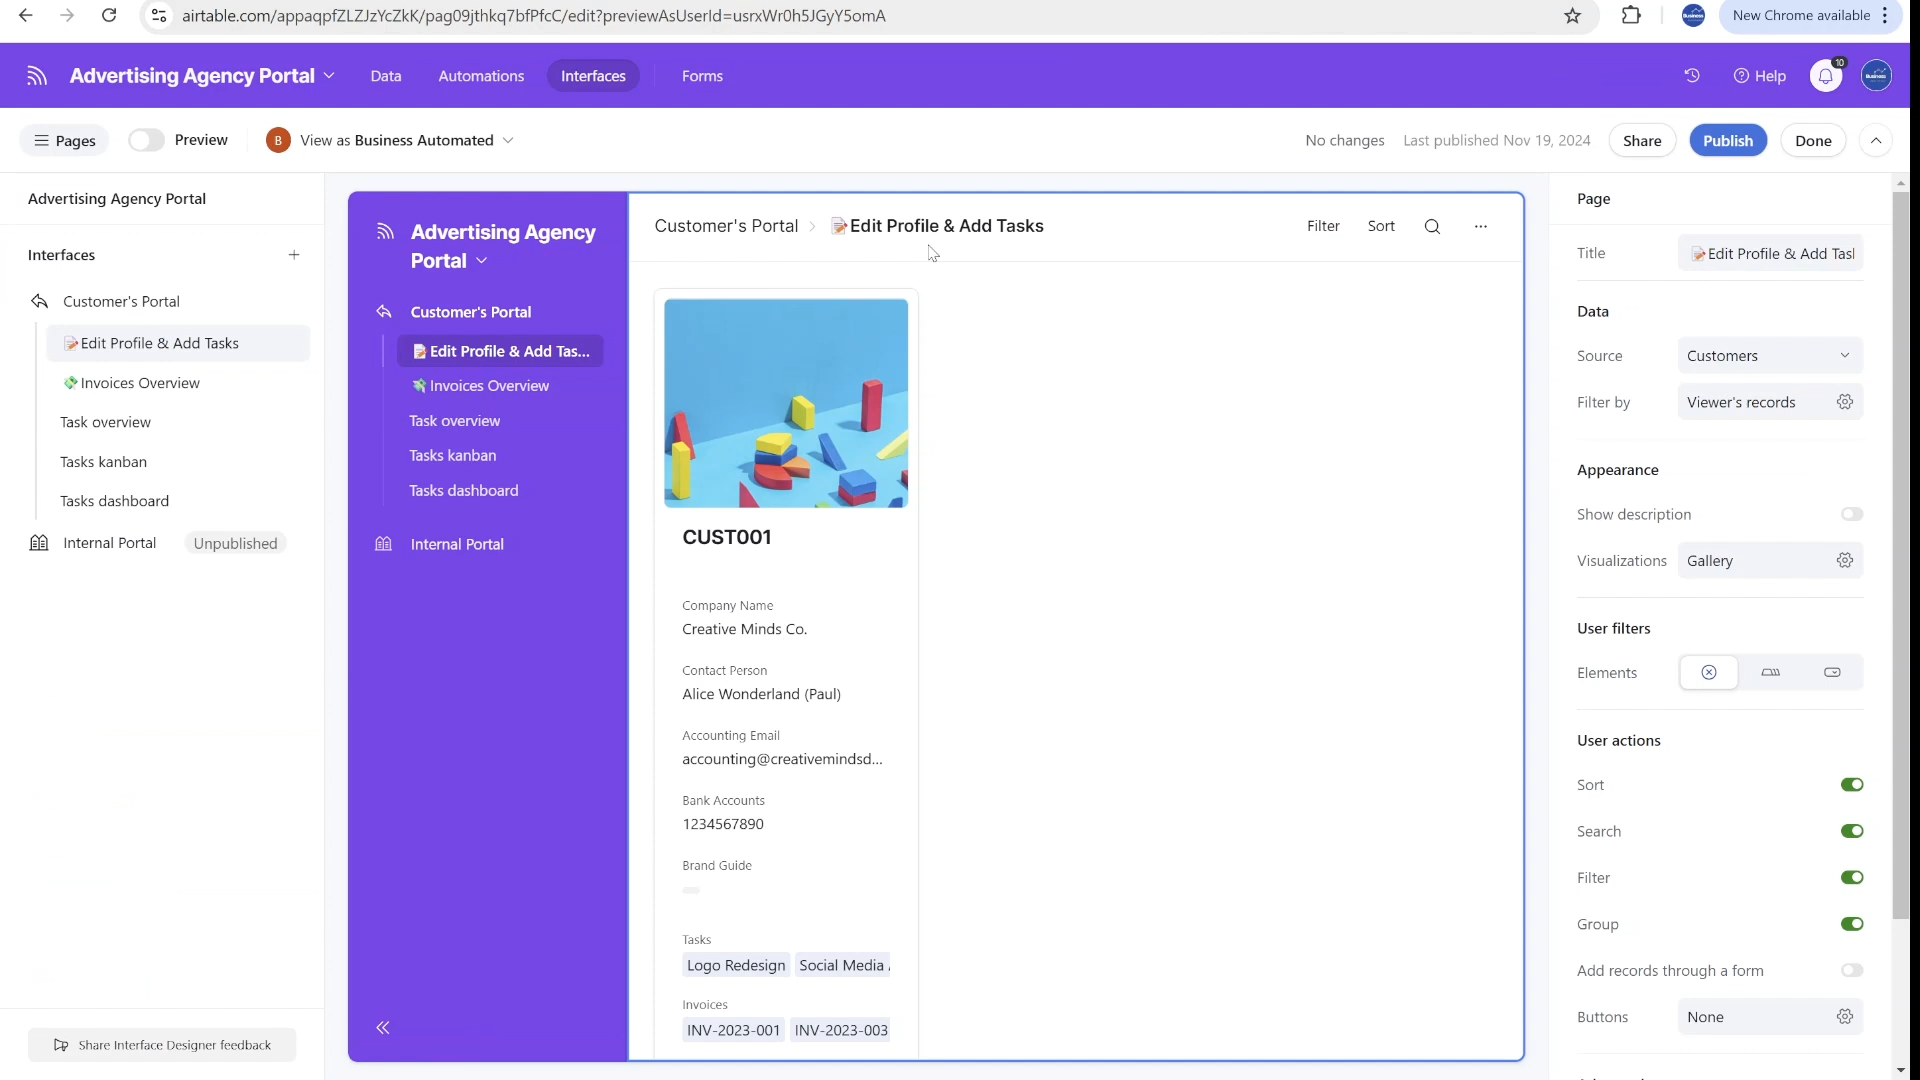 airtable.com/appaqpfZLZJzYcZkK/pag09jthkq7bfPfcC/edit?previewAsUserId=usrxWr0h5JGyY5omA
New Chrome available
Advertising Agency Portal
Data
Automations
Interfaces
Forms
Help
10
Pages
Preview
B
View as Business Automated
No changes
Last published Nov 19, 2024
Share
Publish
Done
Advertising Agency Portal
Interfaces
Customer's Portal
Edit Profile & Add Tasks
Invoices Overview
Task overview
Tasks kanban
Tasks dashboard
Internal Portal
Unpublished
Share Interface Designer feedback
Advertising Agency
Portal
Customer's Portal
Edit Profile & Add Tas...
Invoices Overview
Task overview
Tasks kanban
Tasks dashboard
Internal Portal
Customer's Portal
Edit Profile & Add Tasks
Filter
Sort
CUST001
Company Name
Creative Minds Co.
Contact Person
Alice Wonderland (Paul)
Accounting Email
accounting@creativemindsd...
Bank Accounts
1234567890
Brand Guide
Tasks
Logo Redesign
Social Media
Invoices
INV-2023-001
INV-2023-003
Page
Title
Edit Profile & Add Tasl
Data
Source
Customers
Filter by
Viewer's records
Appearance
Show description
Visualizations
Gallery
User filters
Elements
User actions
Sort
Search
Filter
Group
Add records through a form
Buttons
None